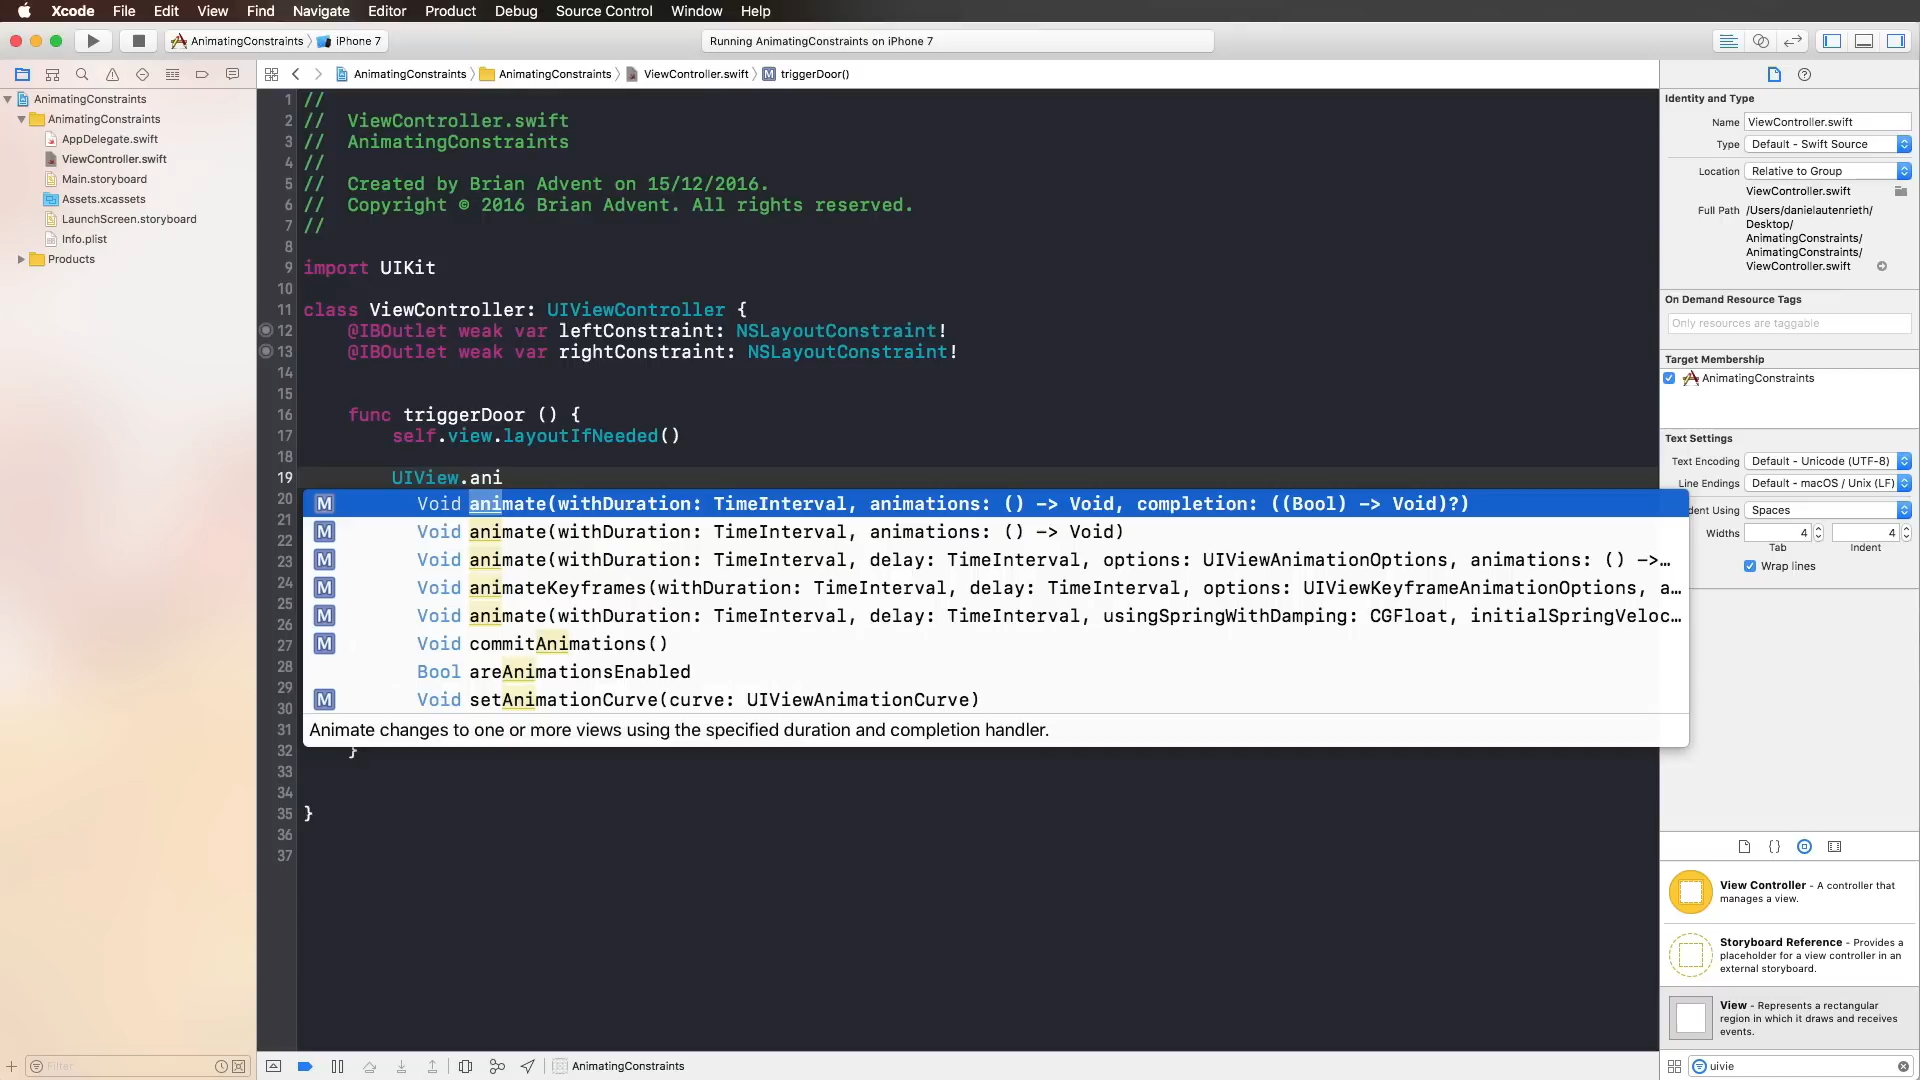 Xcode File Edit View Find Navigate Editor Product Debug Source Control Window Help
AnimatingConstraints iPhone 7
Running AnimatingConstraints on iPhone 7
AnimatingConstraints AnimatingConstraints ViewController.swift M triggerDoor()
AnimatingConstraints
AnimatingConstraints
AppDelegate.swift
ViewController.swift
Main.storyboard
Assets.xcassets
LaunchScreen.storyboard
Info.plist
Products
Filter
1 //
2 // ViewController.swift
3 // AnimatingConstraints
4 //
5 // Created by Brian Advent on 15/12/2016.
6 // Copyright © 2016 Brian Advent. All rights reserved.
7 //
8
9 import UIKit
10
11 class ViewController: UIViewController {
12 @IBOutlet weak var leftConstraint: NSLayoutConstraint!
13 @IBOutlet weak var rightConstraint: NSLayoutConstraint!
14
15
16 func triggerDoor () {
17 self.view.layoutIfNeeded()
18
19 UIView.ani
20
21
22
23
24
25
26
27
28
29
30
31
32 }
33
34
35 }
36
37
M Void animate(withDuration: TimeInterval, animations: () -> Void, completion: ((Bool) -> Void)?)
M Void animate(withDuration: TimeInterval, animations: () -> Void)
M Void animate(withDuration: TimeInterval, delay: TimeInterval, options: UIViewAnimationOptions, animations: () ->…
M Void animateKeyframes(withDuration: TimeInterval, delay: TimeInterval, options: UIViewKeyframeAnimationOptions, a…
M Void animate(withDuration: TimeInterval, delay: TimeInterval, usingSpringWithDamping: CGFloat, initialSpringVeloc…
M Void commitAnimations()
Bool areAnimationsEnabled
M Void setAnimationCurve(curve: UIViewAnimationCurve)
Animate changes to one or more views using the specified duration and completion handler.
AnimatingConstraints
Identity and Type
Name ViewController.swift
Type Default - Swift Source
Location Relative to Group
ViewController.swift
Full Path /Users/danielautenrieth/
Desktop/
AnimatingConstraints/
AnimatingConstraints/
ViewController.swift
On Demand Resource Tags
Only resources are taggable
Target Membership
AnimatingConstraints
Text Settings
Text Encoding Default - Unicode (UTF-8)
Line Endings Default - macOS / Unix (LF)
dent Using Spaces
Widths 4 4
Tab Indent
Wrap lines
View Controller - A controller that
manages a view.
Storyboard Reference - Provides a
placeholder for a view controller in an
external storyboard.
View - Represents a rectangular
region in which it draws and receives
events.
uivie